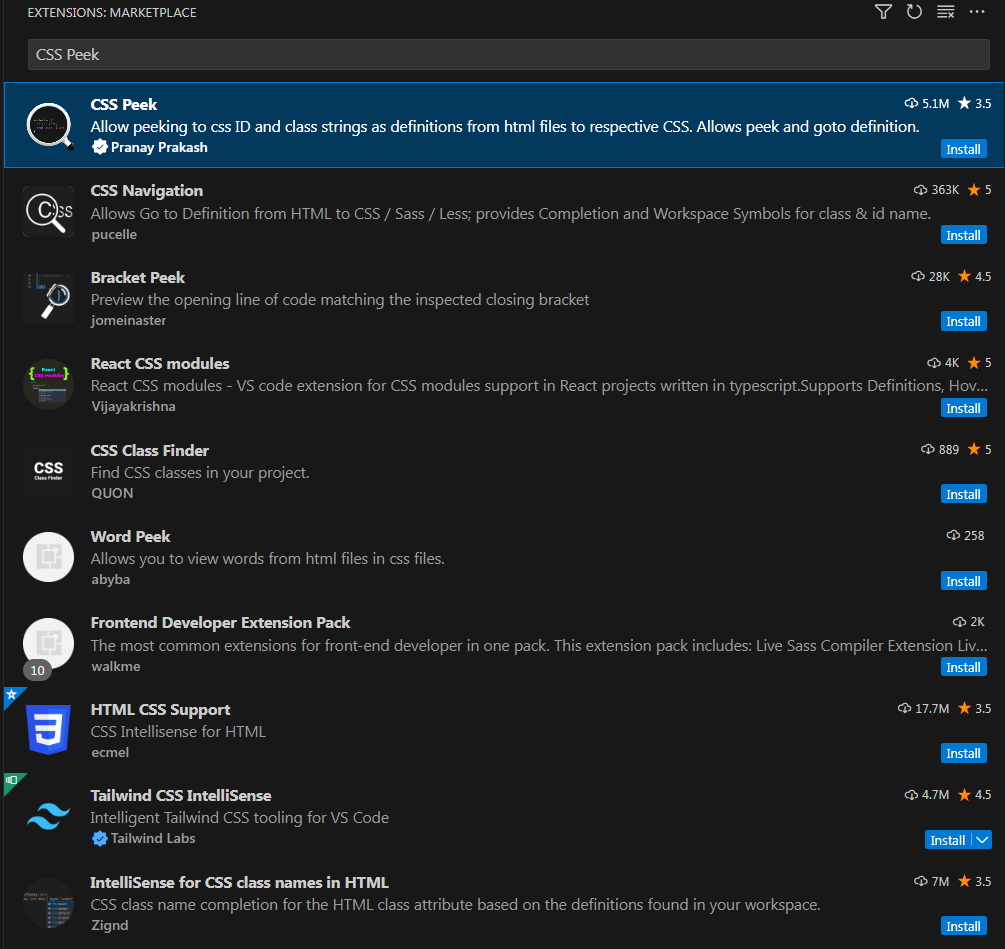 EXTENSIONS: MARKETPLACE
CSS Peek
CSS Peek 5.1M 3.5
Allow peeking to css ID and class strings as definitions from html files to respective CSS. Allows peek and goto definition.
Pranay Prakash Install
CSS
CSS Navigation 363K 5
Allows Go to Definition from HTML to CSS / Sass / Less; provides Completion and Workspace Symbols for class & id name.
pucelle Install
Bracket Peek 28K 4.5
Preview the opening line of code matching the inspected closing bracket
jomeinaster Install
React
CSS Modules
React CSS modules 4K 5
React CSS modules - VS code extension for CSS modules support in React projects written in typescript.Supports Definitions, Hov...
Vijayakrishna Install
CSS
Class Finder
CSS Class Finder 889 5
Find CSS classes in your project.
QUON Install
Word Peek 258
Allows you to view words from html files in css files.
abyba Install
Frontend Developer Extension Pack 2K
The most common extensions for front-end developer in one pack. This extension pack includes: Live Sass Compiler Extension Liv...
10 walkme Install
3
HTML CSS Support 17.7M 3.5
CSS Intellisense for HTML
ecmel Install
Tailwind CSS IntelliSense 4.7M 4.5
Intelligent Tailwind CSS tooling for VS Code
Tailwind Labs Install
IntelliSense for CSS class names in HTML 7M 3.5
CSS class name completion for the HTML class attribute based on the definitions found in your workspace.
Zignd Install